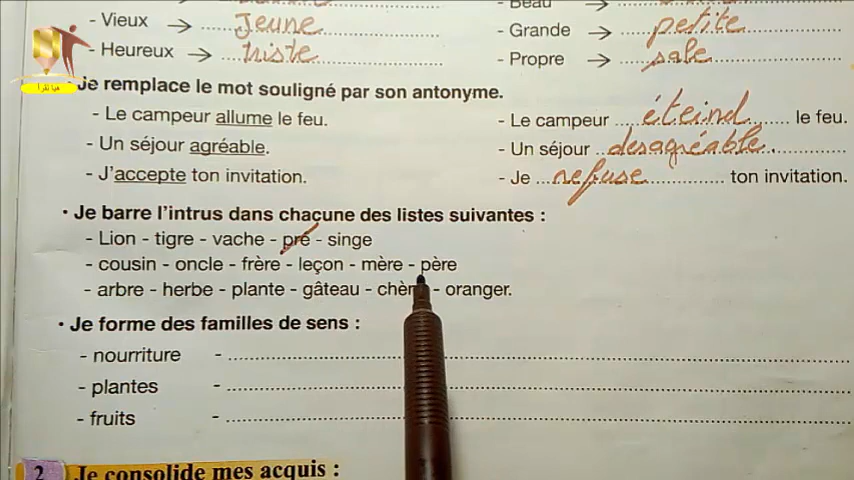 - Vieux → Jeune
- Beau
- Heureux → triste
- Grande → petite
- Propre → sale
هيا نقرأ
Je remplace le mot souligné par son antonyme.
- Le campeur allume le feu.
- Le campeur ....éteind.... le feu.
- Un séjour agréable.
- Un séjour ..desagréable..
- J'accepte ton invitation.
- Je ...refuse............ ton invitation.
• Je barre l'intrus dans chacune des listes suivantes :
- Lion - tigre - vache - pré - singe
- cousin - oncle - frère - leçon - mère - père
- arbre - herbe - plante - gâteau - - oranger.
• Je forme des familles de sens :
- nourriture - ........................
- plantes - ........................
- fruits - ........................
2 Je consolide mes acquis :